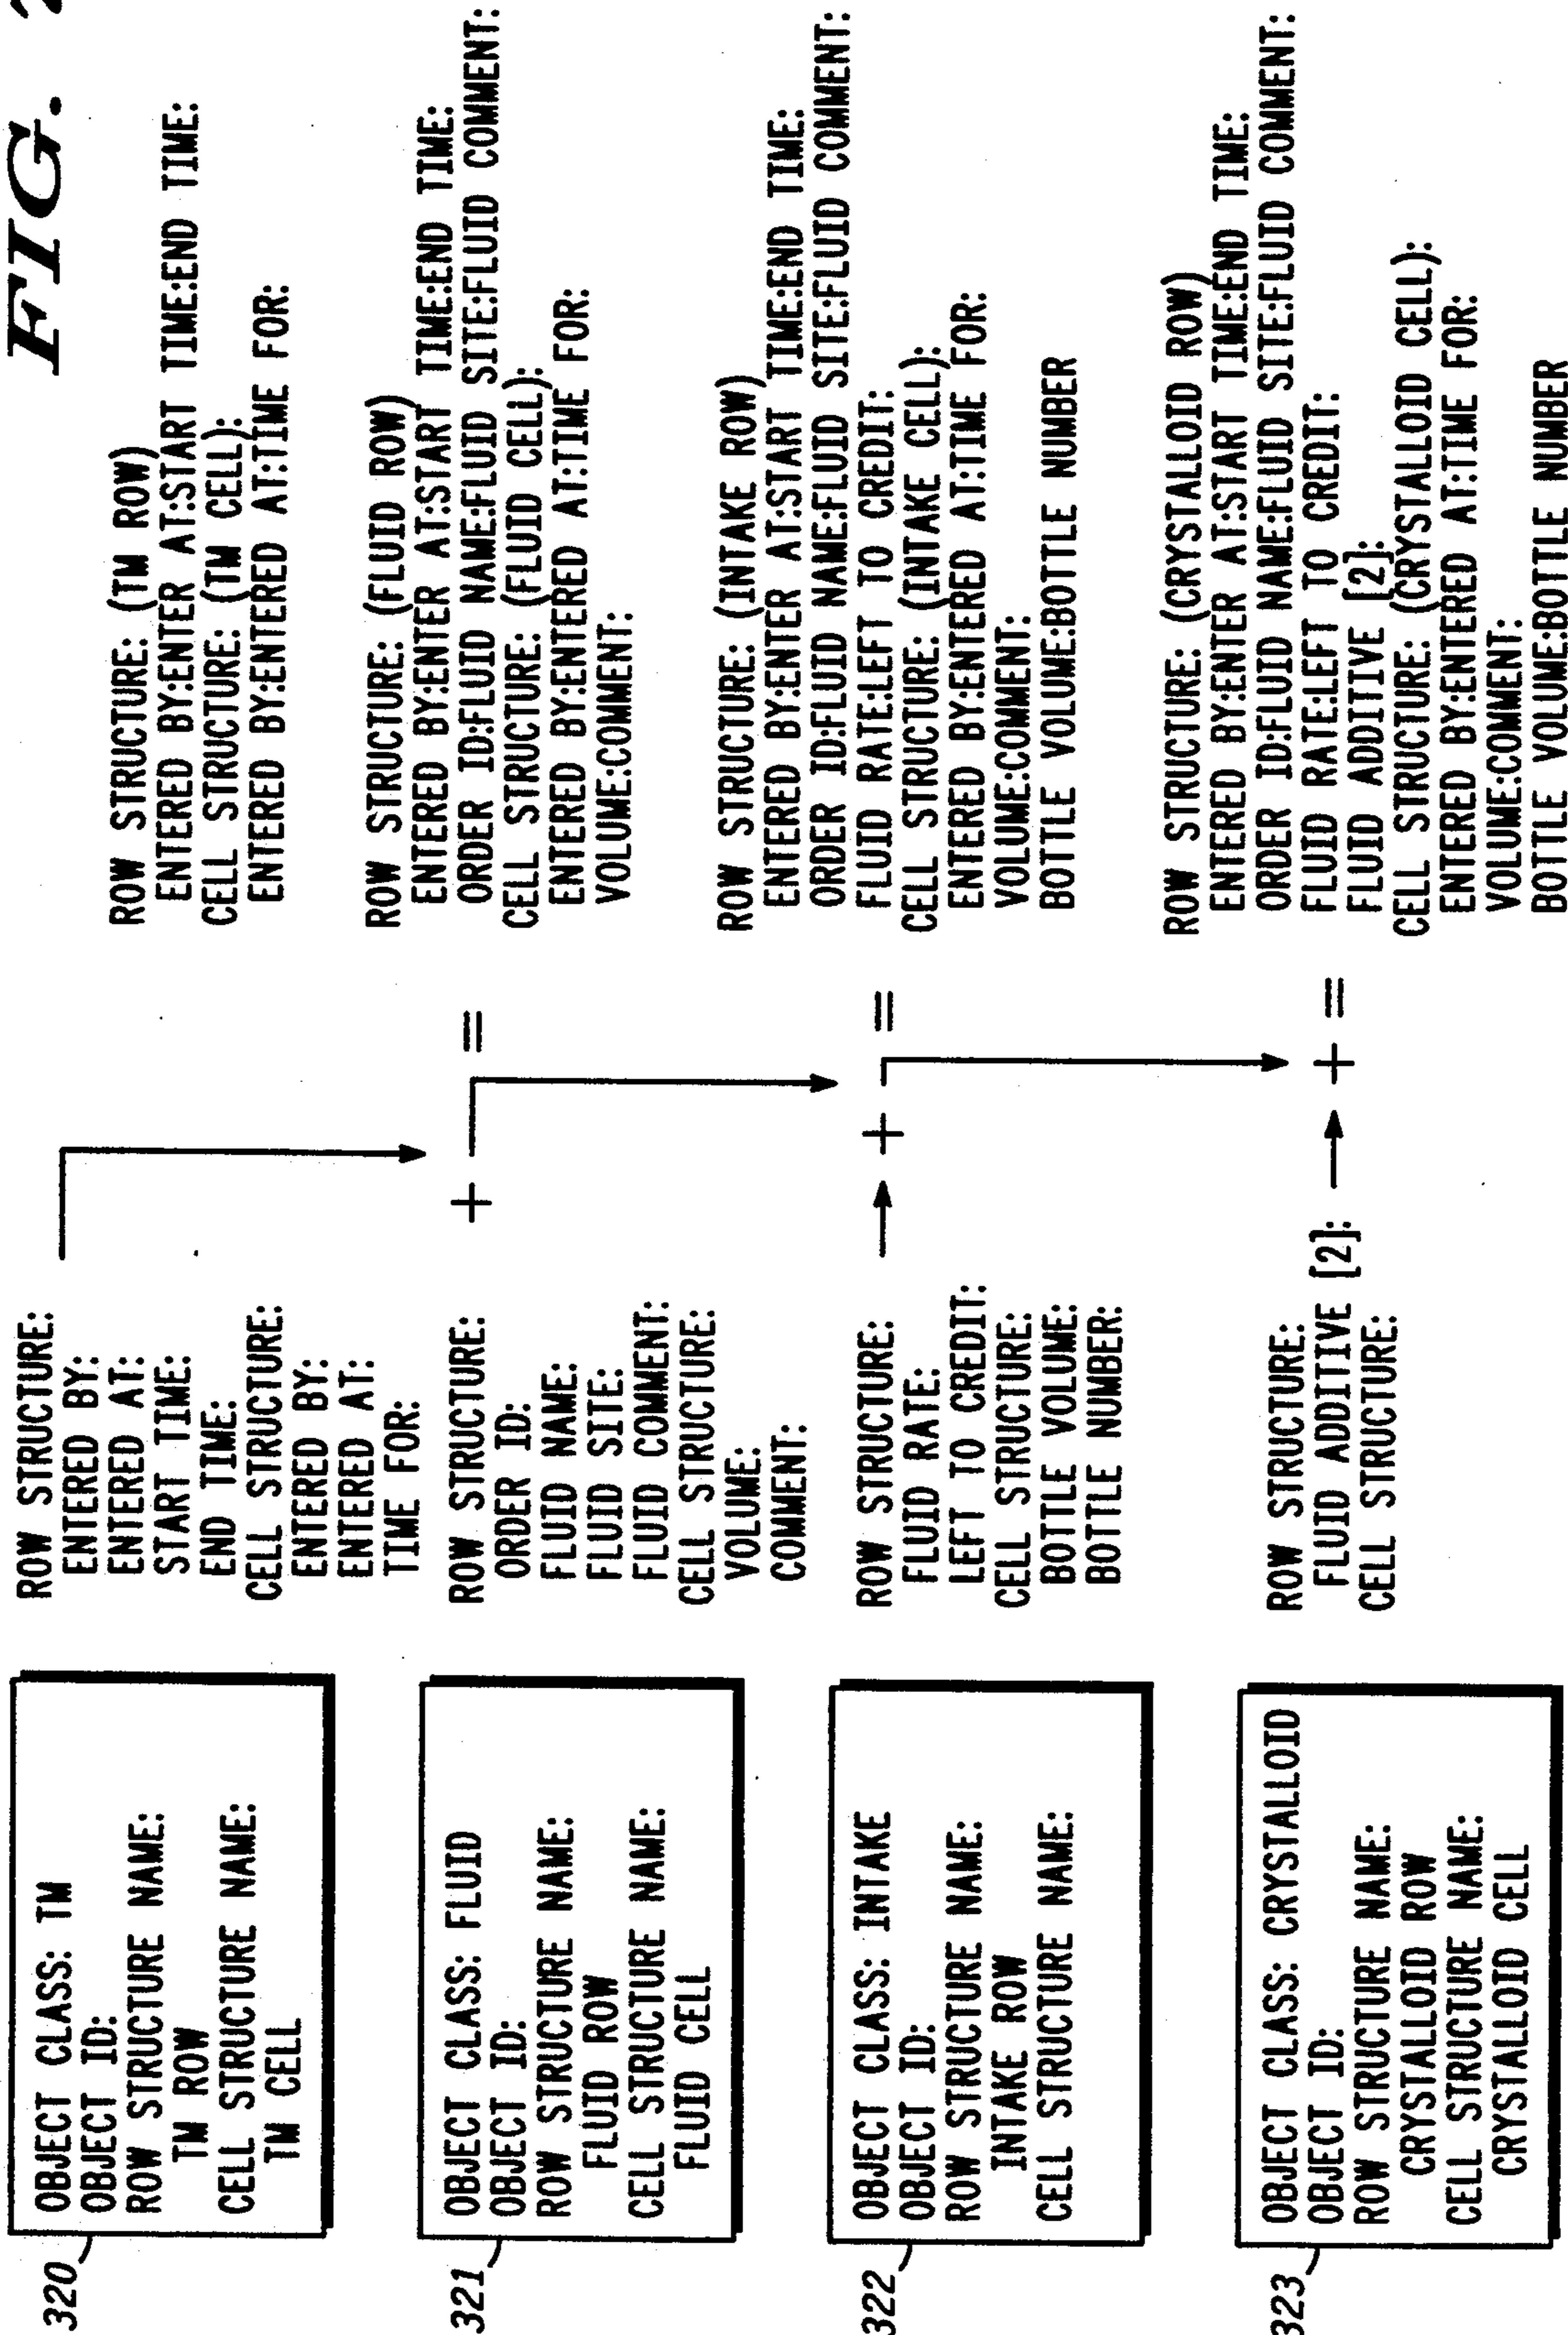 FIG.
320
OBJECT CLASS: TM
OBJECT ID:
ROW STRUCTURE NAME:
TM ROW
CELL STRUCTURE NAME:
TM CELL
ROW STRUCTURE:
ENTERED BY:
ENTERED AT:
START TIME:
END TIME:
CELL STRUCTURE:
ENTERED BY:
ENTERED AT:
TIME FOR:
ROW STRUCTURE: (TM ROW)
ENTERED BY:ENTER AT:START TIME:END TIME:
CELL STRUCTURE: (TM CELL):
ENTERED BY:ENTERED AT:TIME FOR:
321
OBJECT CLASS: FLUID
OBJECT ID:
ROW STRUCTURE NAME:
FLUID ROW
CELL STRUCTURE NAME:
FLUID CELL
ROW STRUCTURE:
ORDER ID:
FLUID NAME:
FLUID SITE:
FLUID COMMENT:
CELL STRUCTURE:
VOLUME:
COMMENT:
+ =
ROW STRUCTURE: (FLUID ROW)
ENTERED BY:ENTER AT:START TIME:END TIME:
ORDER ID:FLUID NAME:FLUID SITE:FLUID COMMENT:
CELL STRUCTURE: (FLUID CELL):
ENTERED BY:ENTERED AT:TIME FOR:
VOLUME:COMMENT:
322
OBJECT CLASS: INTAKE
OBJECT ID:
ROW STRUCTURE NAME:
INTAKE ROW
CELL STRUCTURE NAME:
ROW STRUCTURE:
FLUID RATE:
LEFT TO CREDIT:
CELL STRUCTURE:
BOTTLE VOLUME:
BOTTLE NUMBER:
+ =
ROW STRUCTURE: (INTAKE ROW)
ENTERED BY:ENTER AT:START TIME:END TIME:
ORDER ID:FLUID NAME:FLUID SITE:FLUID COMMENT:
FLUID RATE:LEFT TO CREDIT:
CELL STRUCTURE: (INTAKE CELL):
ENTERED BY:ENTERED AT:TIME FOR:
VOLUME:COMMENT:
BOTTLE VOLUME:BOTTLE NUMBER
323
OBJECT CLASS: CRYSTALLOID
OBJECT ID:
ROW STRUCTURE NAME:
CRYSTALLOID ROW
CELL STRUCTURE NAME:
CRYSTALLOID CELL
ROW STRUCTURE:
FLUID ADDITIVE [2]:
CELL STRUCTURE:
+ =
ROW STRUCTURE: (CRYSTALLOID ROW)
ENTERED BY:ENTER AT:START TIME:END TIME:
ORDER ID:FLUID NAME:FLUID SITE:FLUID COMMENT:
FLUID RATE:LEFT TO CREDIT:
FLUID ADDITIVE [2]:
CELL STRUCTURE: (CRYSTALLOID CELL):
ENTERED BY:ENTERED AT:TIME FOR:
VOLUME:COMMENT:
BOTTLE VOLUME:BOTTLE NUMBER